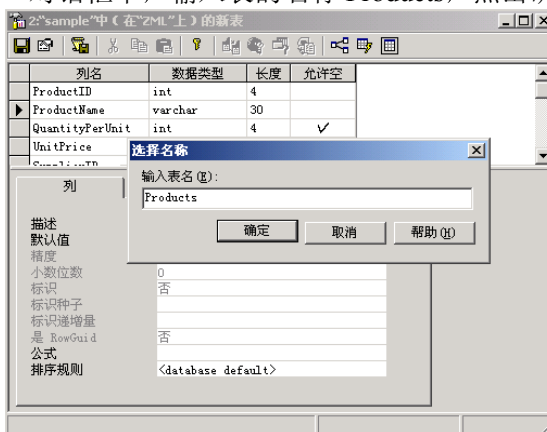 2:“sample”中(在“ZML”上)的新表
列名 数据类型 长度 允许空
ProductID int 4
ProductName varchar 30
QuantityPerUnit int 4
UnitPrice
选择名称
输入表名(E):
Products
确定 取消 帮助(H)
列
描述
默认值
精度
小数位数 0
标识 否
标识种子
标识递增量
是 RowGuid 否
公式
排序规则 <database default>